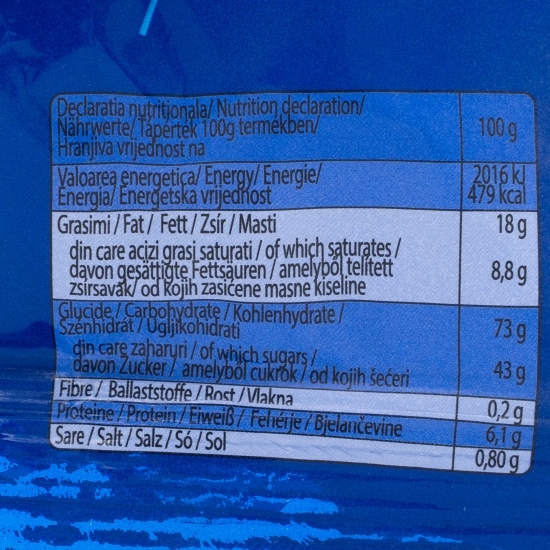 Declaratia nutritionala/ Nutrition declaration/
Nährwerte/ Tápérték 100g termékben/
Hranjiva vrijednost na
100 g
Valoarea energetica/ Energy/ Energie/
Energia/ Energetska vrijednost
2016 kJ
479 kcal
Grasimi / Fat / Fett / Zsír / Masti
18 g
din care acizi grasi saturati / of which saturates /
davon gesättigte Fettsäuren / amelyből telített
zsírsavak/ od kojih zasićene masne kiseline
8,8 g
Glucide / Carbohydrate / Kohlenhydrate /
Szénhidrát / Ugljikohidrati
73 g
din care zaharuri / of which sugars /
davon Zucker / amelyből cukrok / od kojih šećeri
43 g
Fibre / Ballaststoffe / Rost / Vlakna
0,2 g
Proteine / Protein / Eiweiß / Fehérje / Bjelančevine
6,1 g
Sare / Salt / Salz / Só / Sol
0,80 g